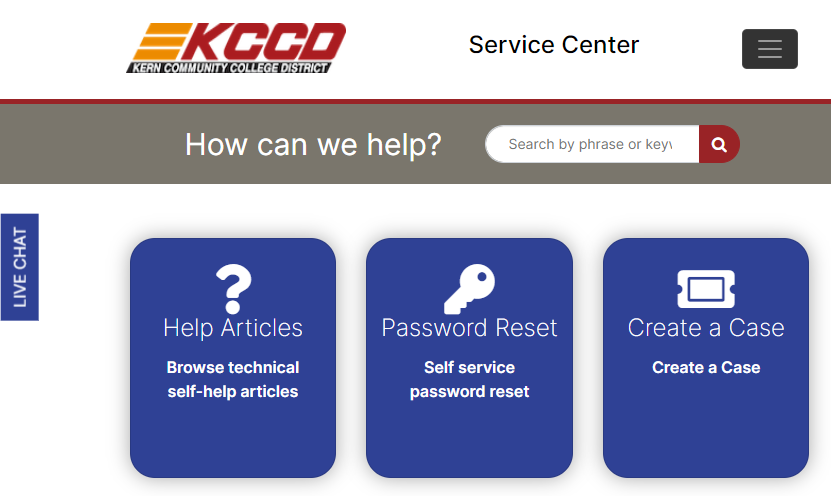 KCCD
KERN COMMUNITY COLLEGE DISTRICT
Service Center
How can we help?
Search by phrase or keyv
LIVE CHAT
Help Articles
Browse technical
self-help articles
Password Reset
Self service
password reset
Create a Case
Create a Case